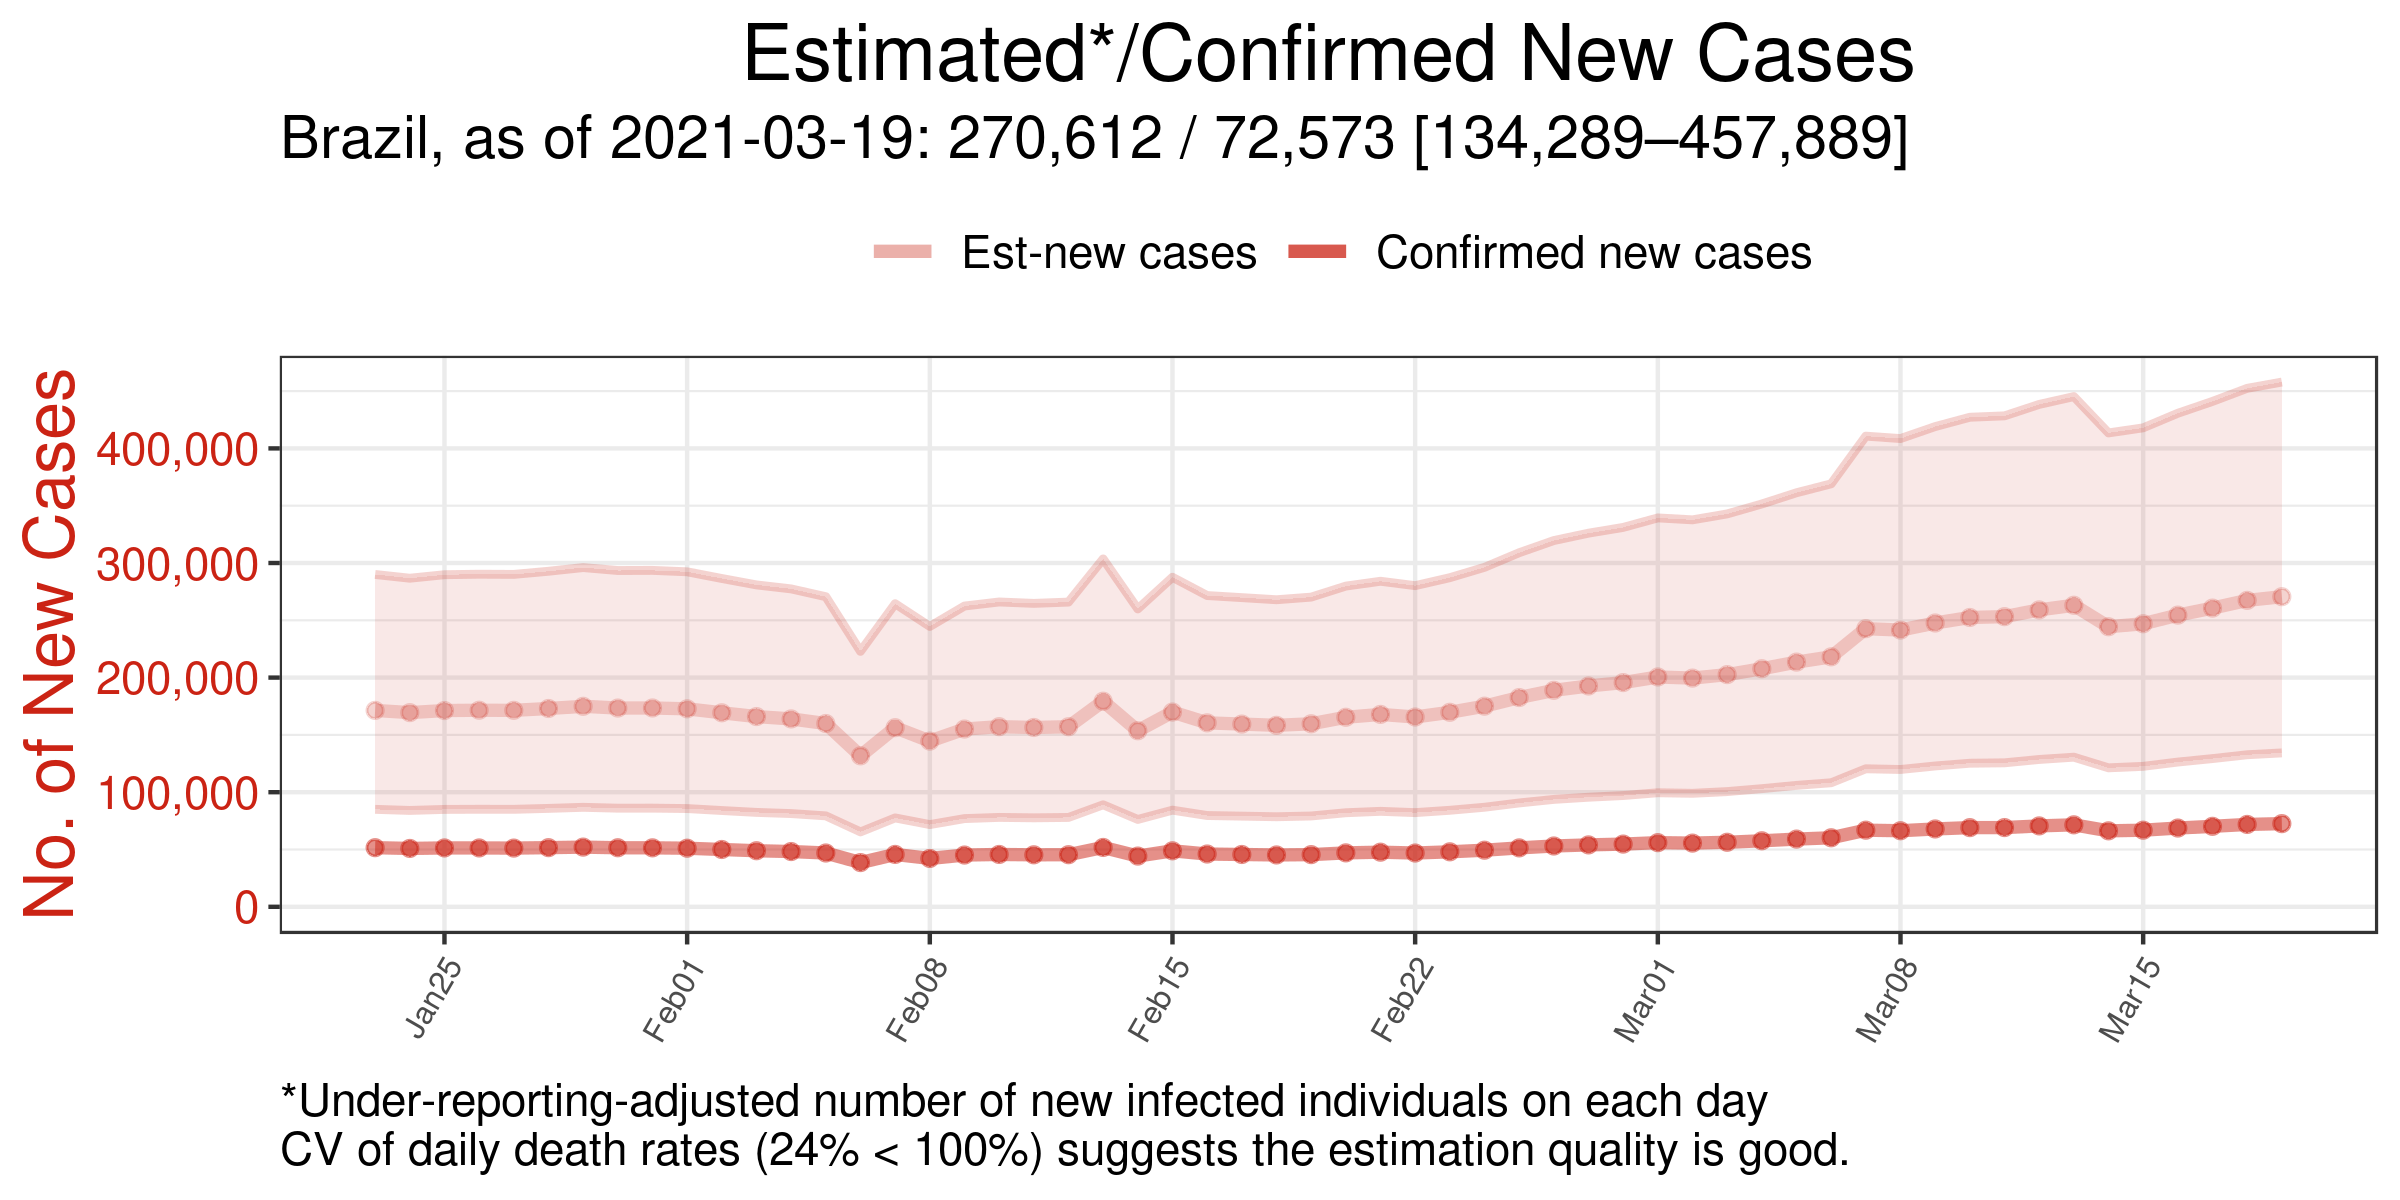 Estimated*/Confirmed New Cases
Brazil, as of 2021-03-19: 270,612 / 72,573 [134,289–457,889]
Est-new cases Confirmed new cases
No. of New Cases
400,000
300,000
200,000
100,000
0
Jan25 Feb01 Feb08 Feb15 Feb22 Mar01 Mar08 Mar15
*Under-reporting-adjusted number of new infected individuals on each day
CV of daily death rates (24% < 100%) suggests the estimation quality is good.